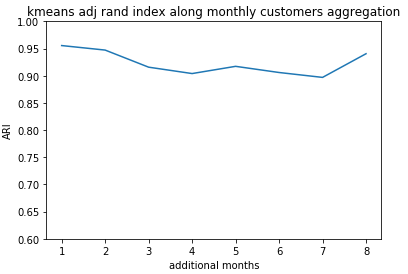 kmeans adj rand index along monthly customers aggregation
1.00
0.95
0.90
0.85
0.80
0.75
0.70
0.65
0.60
ARI
1 2 3 4 5 6 7 8
additional months